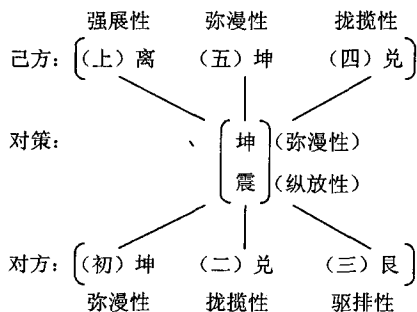 强展性 弥漫性 拢揽性
己方：（上）离 （五）坤 （四）兑
对策： 、 坤（弥漫性）
震（纵放性）
对方：（初）坤 （二）兑 （三）艮
弥漫性 拢揽性 驱排性